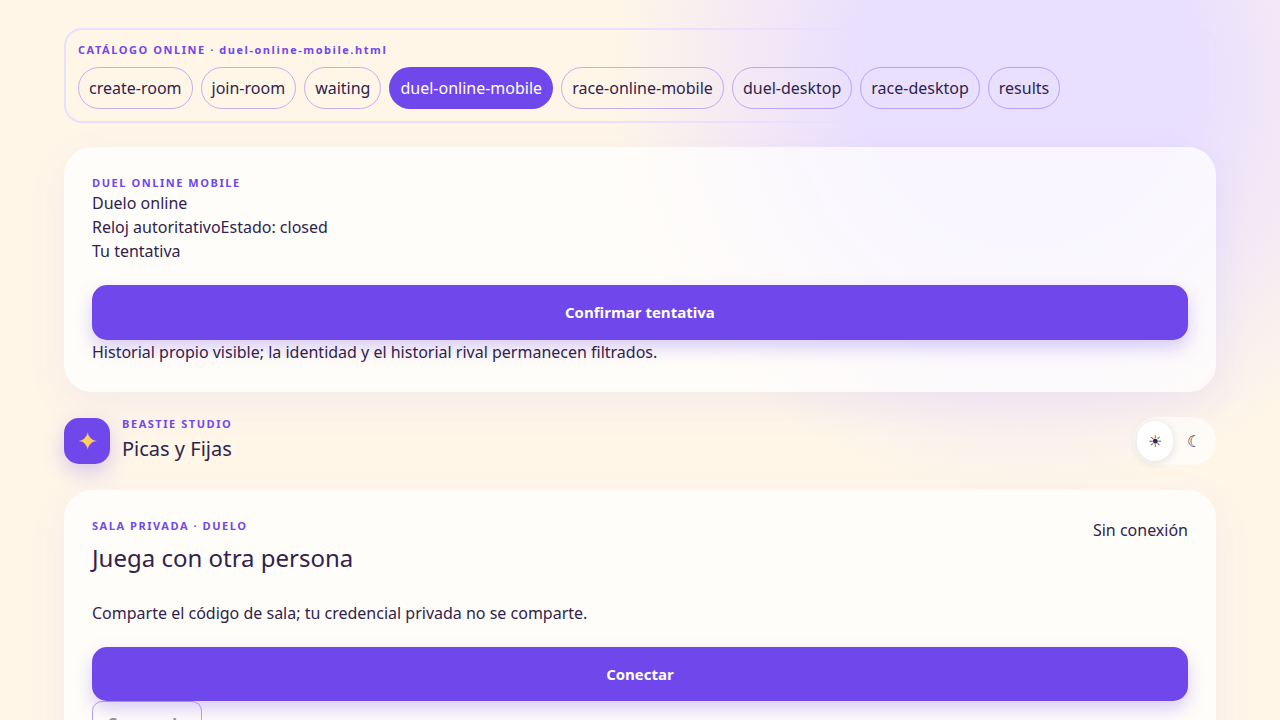 CATÁLOGO ONLINE · duel-online-mobile.html
create-room join-room waiting duel-online-mobile race-online-mobile duel-desktop race-desktop results
DUEL ONLINE MOBILE
Duelo online
Reloj autoritativoEstado: closed
Tu tentativa
Confirmar tentativa
Historial propio visible; la identidad y el historial rival permanecen filtrados.
BEASTIE STUDIO
Picas y Fijas
SALA PRIVADA · DUELO
Sin conexión
Juega con otra persona
Comparte el código de sala; tu credencial privada no se comparte.
Conectar